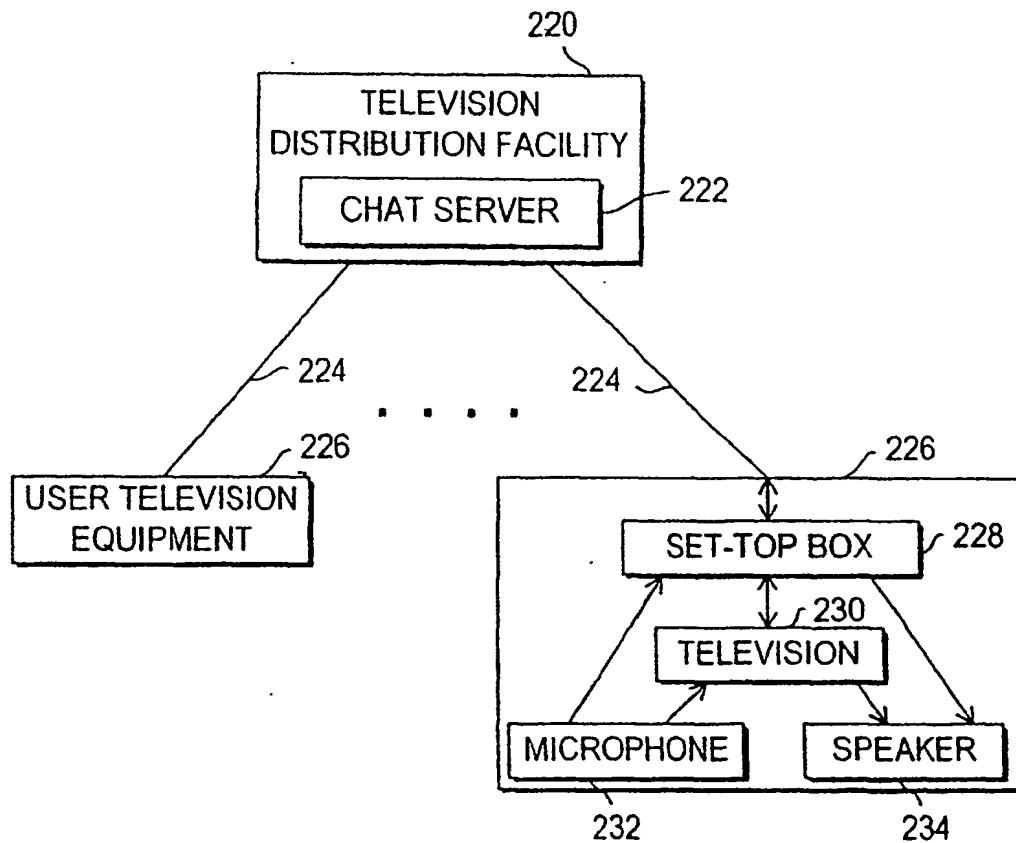 220
TELEVISION
DISTRIBUTION FACILITY
CHAT SERVER
222
224
224
226
USER TELEVISION
EQUIPMENT
226
SET-TOP BOX
228
230
TELEVISION
MICROPHONE
SPEAKER
232
234